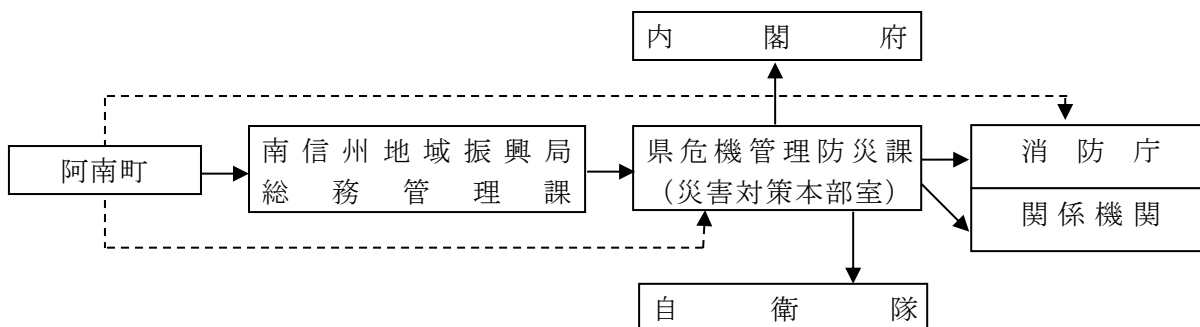 内閣府
阿南町
南信州地域振興局
総務管理課
県危機管理防災課
（災害対策本部室）
消防庁
関係機関
自衛隊